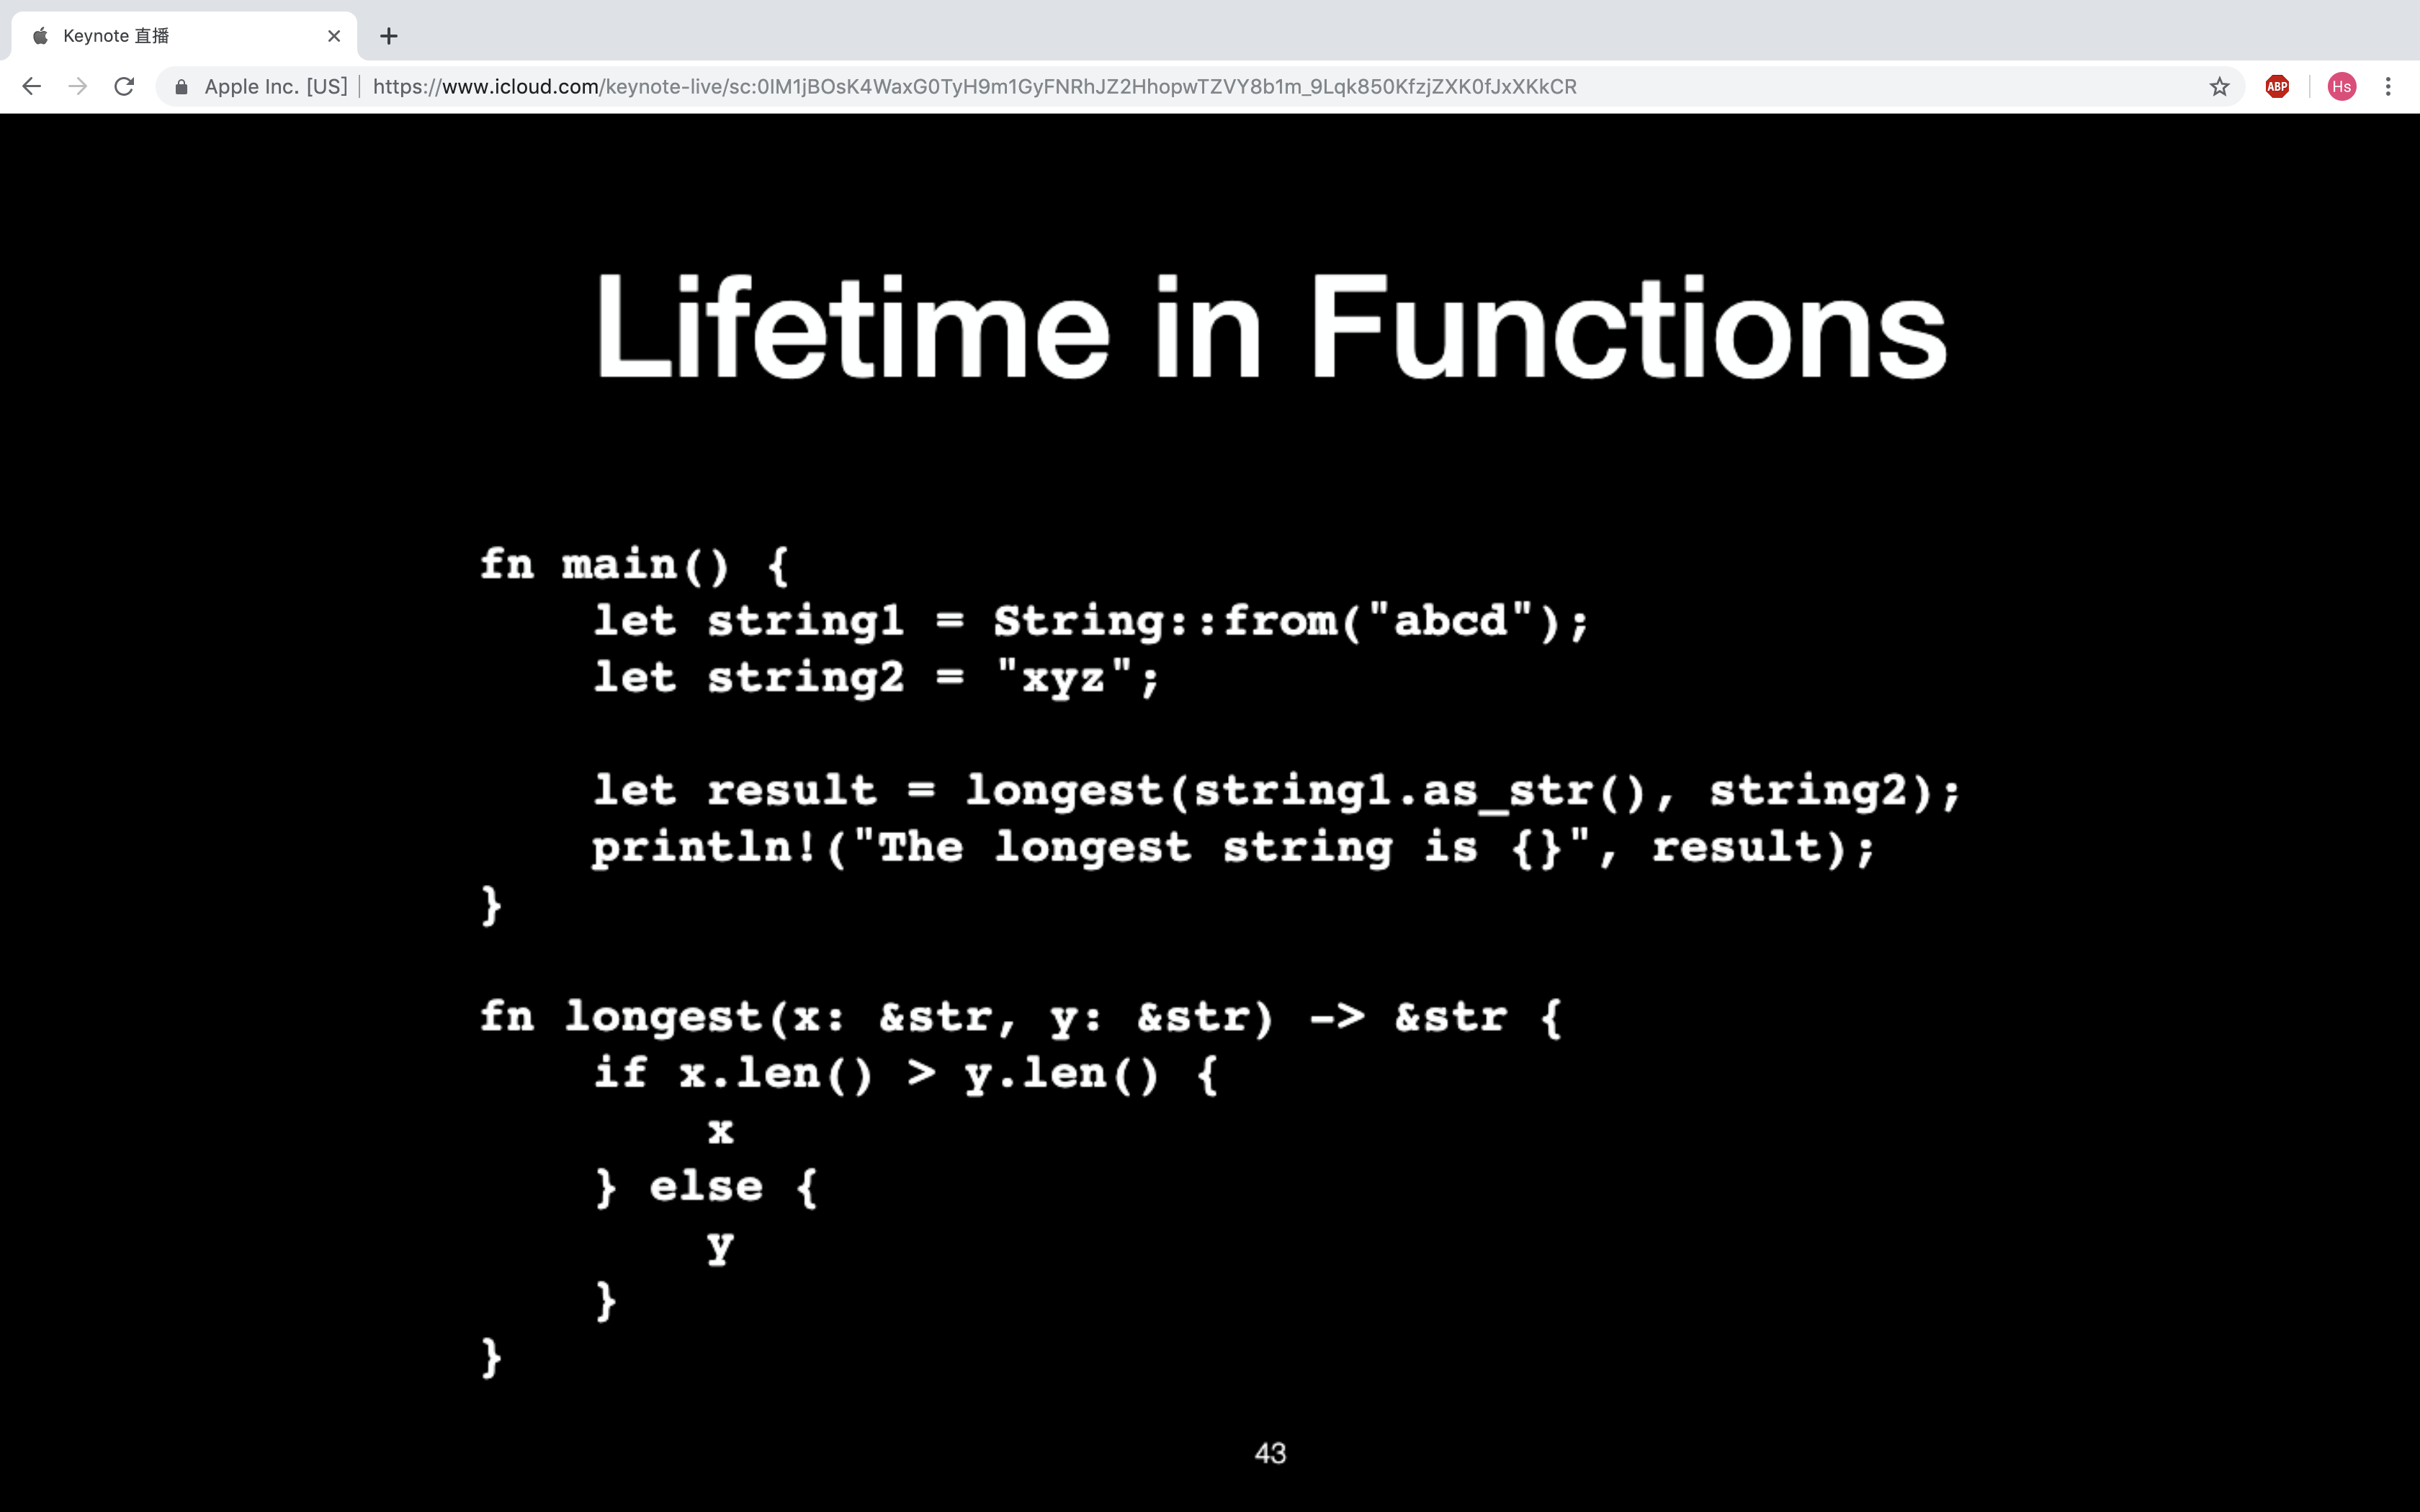 Keynote 直播
Apple Inc. [US] https://www.icloud.com/keynote-live/sc:0IM1jBOsK4WaxG0TyH9m1GyFNRhJZ2HhopwTZVY8b1m_9Lqk850KfzjZXK0fJxXKkCR
ABP
Hs
Lifetime in Functions
fn main() {
    let string1 = String::from("abcd");
    let string2 = "xyz";

    let result = longest(string1.as_str(), string2);
    println!("The longest string is {}", result);
}

fn longest(x: &str, y: &str) -> &str {
    if x.len() > y.len() {
        x
    } else {
        y
    }
}
43